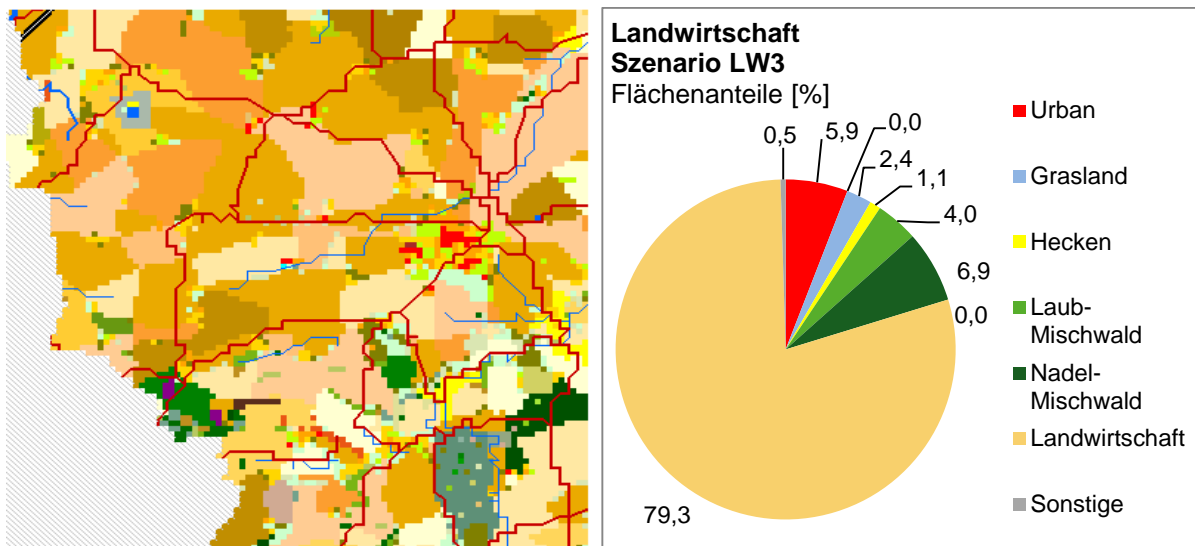 Landwirtschaft
Szenario LW3
Flächenanteile [%]
0,5
5,9
0,0
2,4
1,1
4,0
6,9
0,0
79,3
Urban
Grasland
Hecken
Laub-
Mischwald
Nadel-
Mischwald
Landwirtschaft
Sonstige